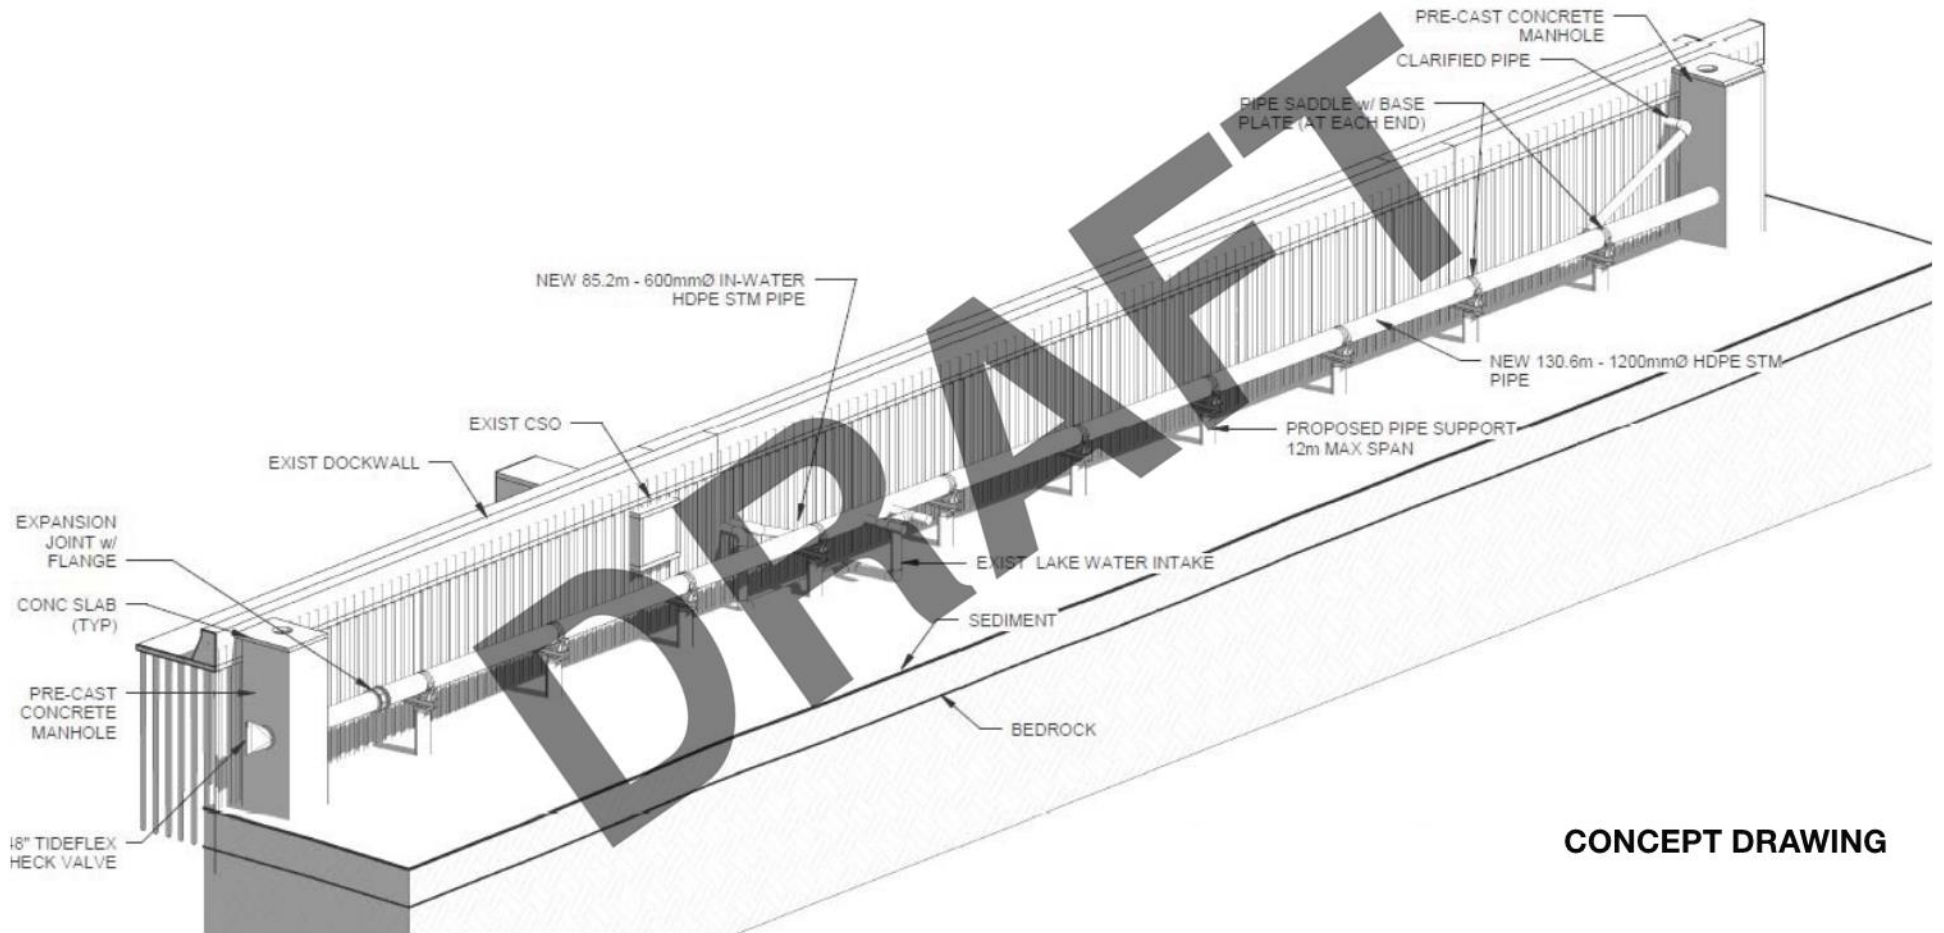 PRE-CAST CONCRETE
MANHOLE
CLARIFIED PIPE
PIPE SADDLE w/ BASE
PLATE (AT EACH END)
NEW 85.2m - 600mmØ IN-WATER
HDPE STM PIPE
NEW 130.6m - 1200mmØ HDPE STM
PIPE
EXIST CSO
PROPOSED PIPE SUPPORT
12m MAX SPAN
EXIST DOCKWALL
EXPANSION
JOINT w/
FLANGE
EXIST LAKE WATER INTAKE
CONC SLAB
(TYP)
SEDIMENT
PRE-CAST
CONCRETE
MANHOLE
BEDROCK
48" TIDEFLEX
HECK VALVE
CONCEPT DRAWING
DRAFT